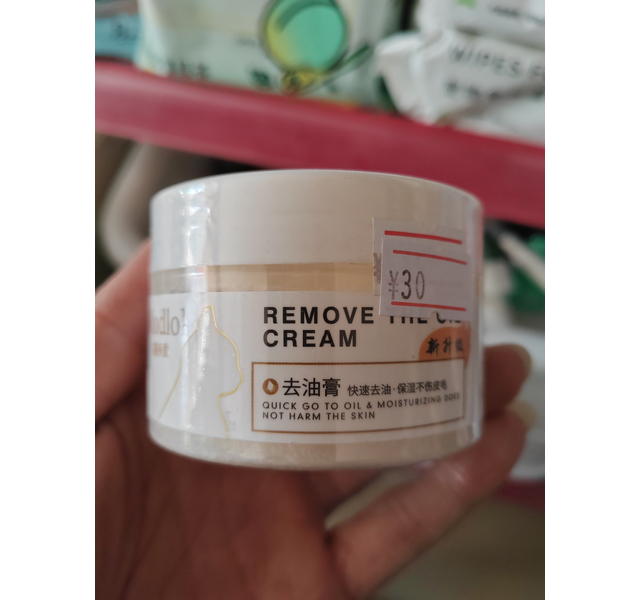 WIPES
¥30
REMOVE THE
CREAM
新升级
去油膏 快速去油·保湿不伤皮毛
QUICK GO TO OIL & MOISTURIZING DOES
NOT HARM THE SKIN